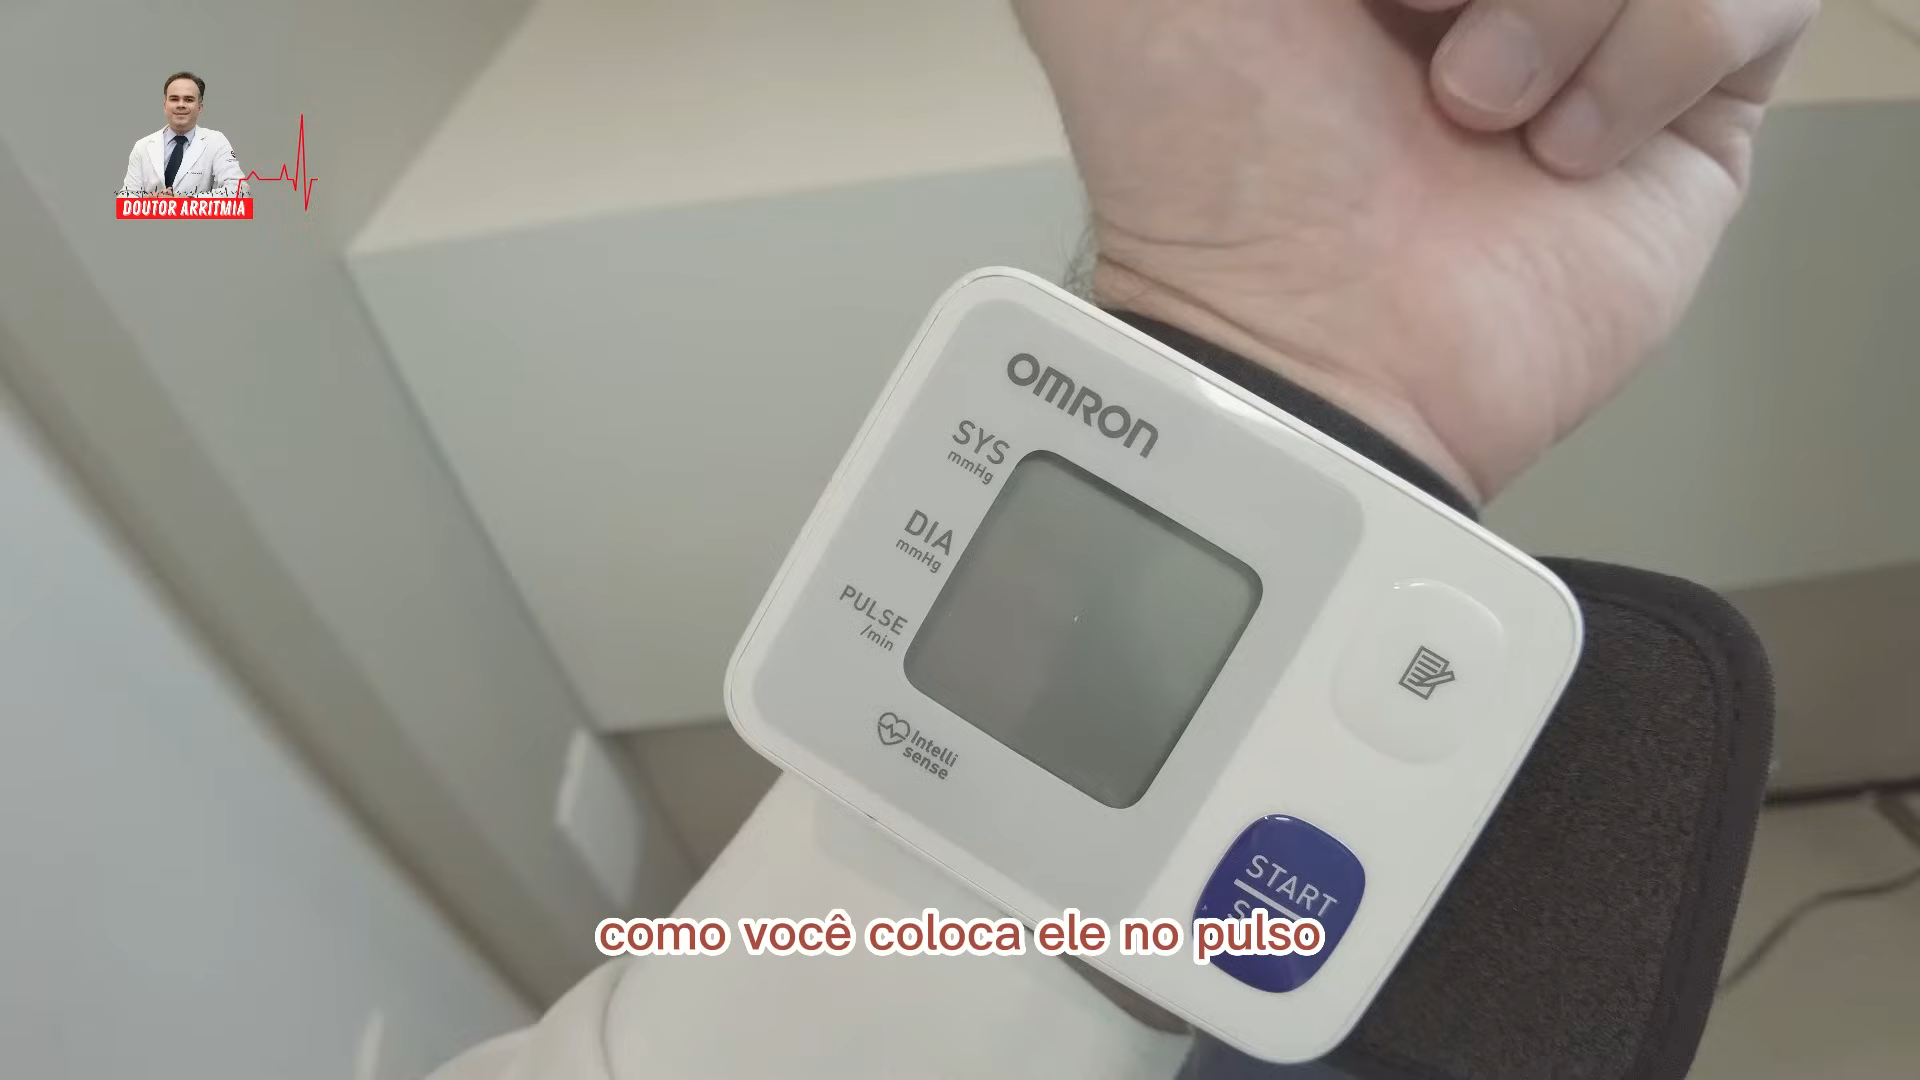 DOUTOR ARRITMIA
OMRON
SYS
mmHg
DIA
mmHg
PULSE
/min
Intelli
sense
START
como você coloca ele no pulso